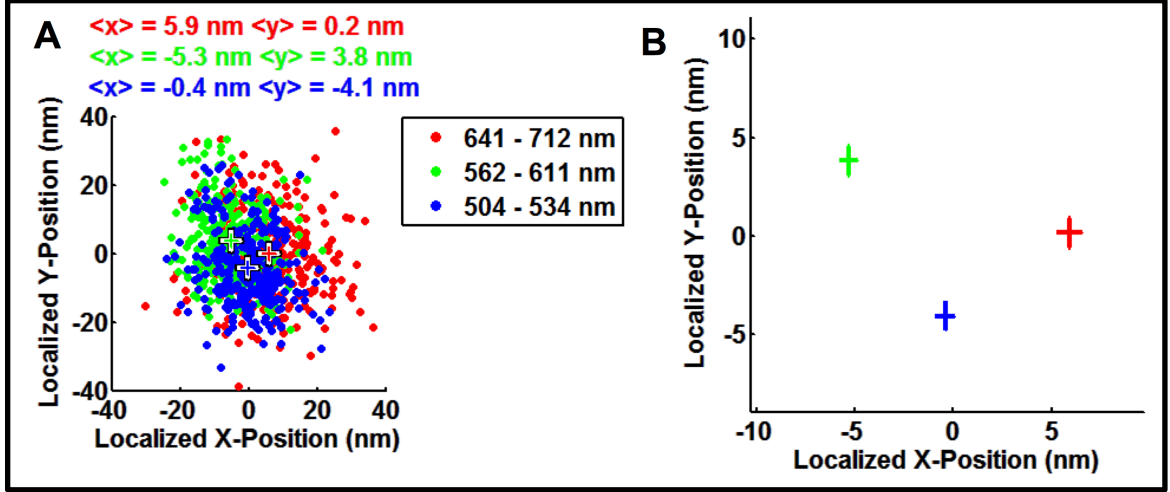 A
<x> = 5.9 nm <y> = 0.2 nm
<x> = -5.3 nm <y> = 3.8 nm
<x> = -0.4 nm <y> = -4.1 nm
Localized Y-Position (nm)
40
20
0
-20
-40
-40 -20 0 20 40
Localized X-Position (nm)
641 - 712 nm
562 - 611 nm
504 - 534 nm
B
Localized Y-Position (nm)
10
5
0
-5
-10 -5 0 5
Localized X-Position (nm)